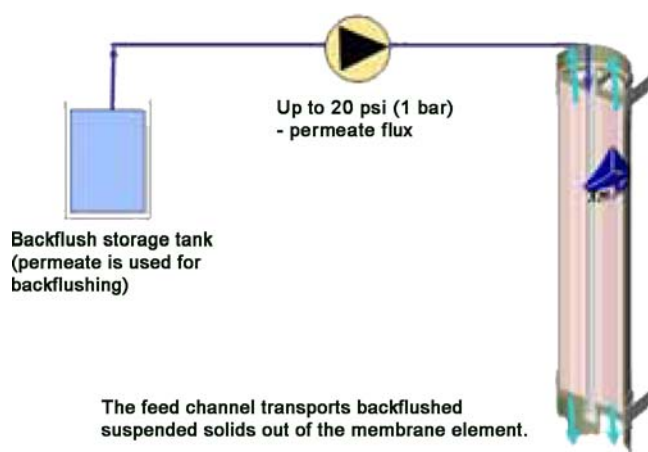 Up to 20 psi (1 bar)
- permeate flux
Backflush storage tank
(permeate is used for
backflushing)
The feed channel transports backflushed
suspended solids out of the membrane element.